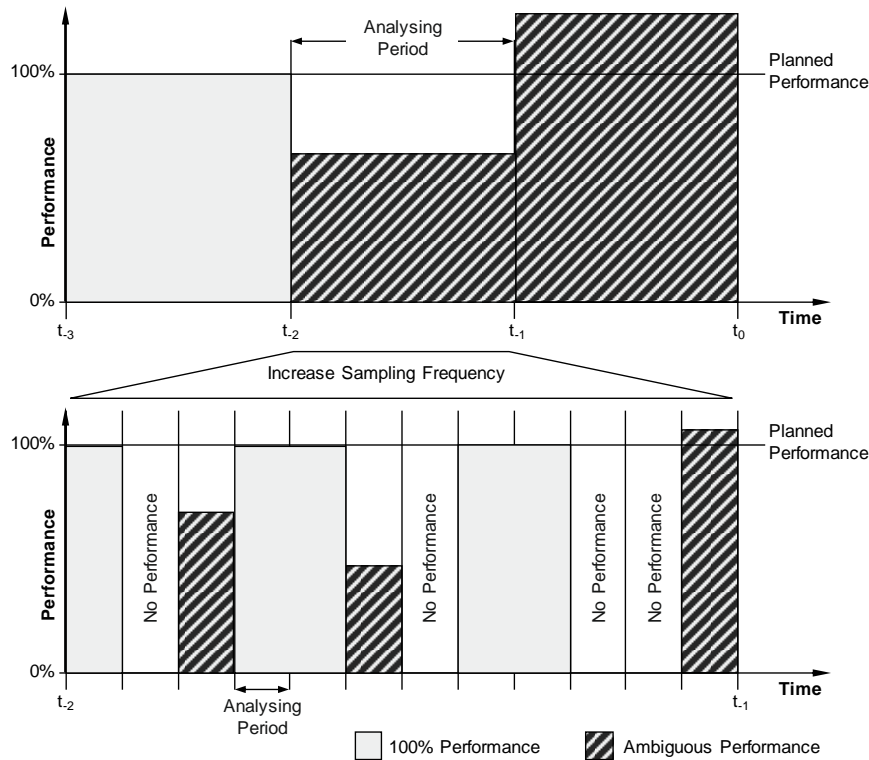 Analysing
Period
Planned
Performance
100%
Performance
0%
t-3
t-2
t-1
t0
Time
Increase Sampling Frequency
Planned
Performance
100%
Performance
No Performance
No Performance
No Performance
No Performance
0%
t-2
t-1
Time
Analysing
Period
100% Performance
Ambiguous Performance